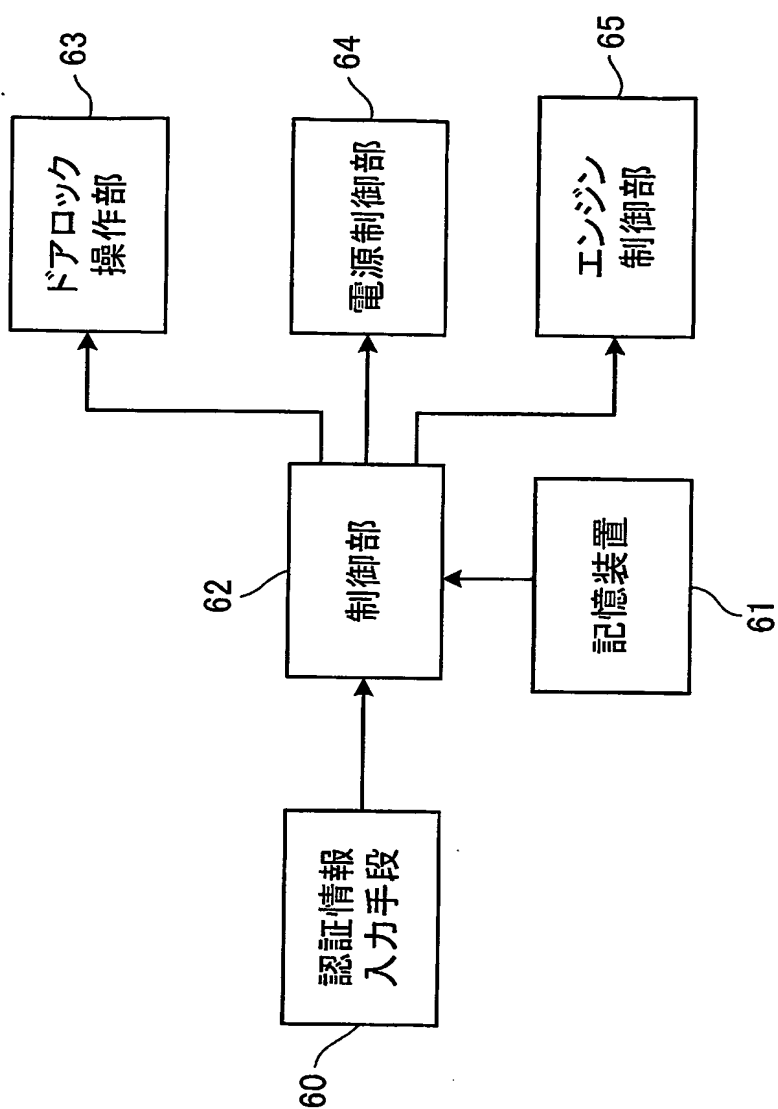 60
認証情報
入力手段
62
制御部
61
記憶装置
63
ドアロック
操作部
64
電源制御部
65
エンジン
制御部